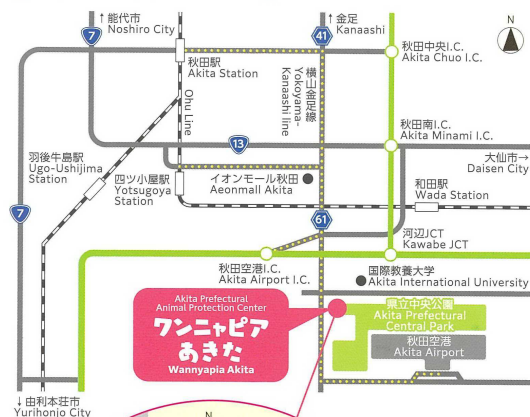 ↑能代市
Noshiro City
7
秋田駅
Akita Station
41
↑金足
Kanaashi
秋田中央I.C.
Akita Chuo I.C.
N
横山金足線
Yokoyama-
Kanaashi line
Ohu Line
13
秋田南I.C.
Akita Minami I.C.
羽後牛島駅
Ugo-Ushijima
Station
四ツ小屋駅
Yotsugoya
Station
イオンモール秋田
Aeonmall Akita
大仙市→
Daisen City
和田駅
Wada Station
7
61
河辺JCT
Kawabe JCT
秋田空港I.C.
Akita Airport I.C.
国際教養大学
Akita International University
Akita Prefectural
Animal Protection Center
ワンニャピア
あきた
Wannyapia Akita
県立中央公園
Akita Prefectural
Central Park
秋田空港
Akita Airport
↓由利本荘市
Yurihonjo City
N